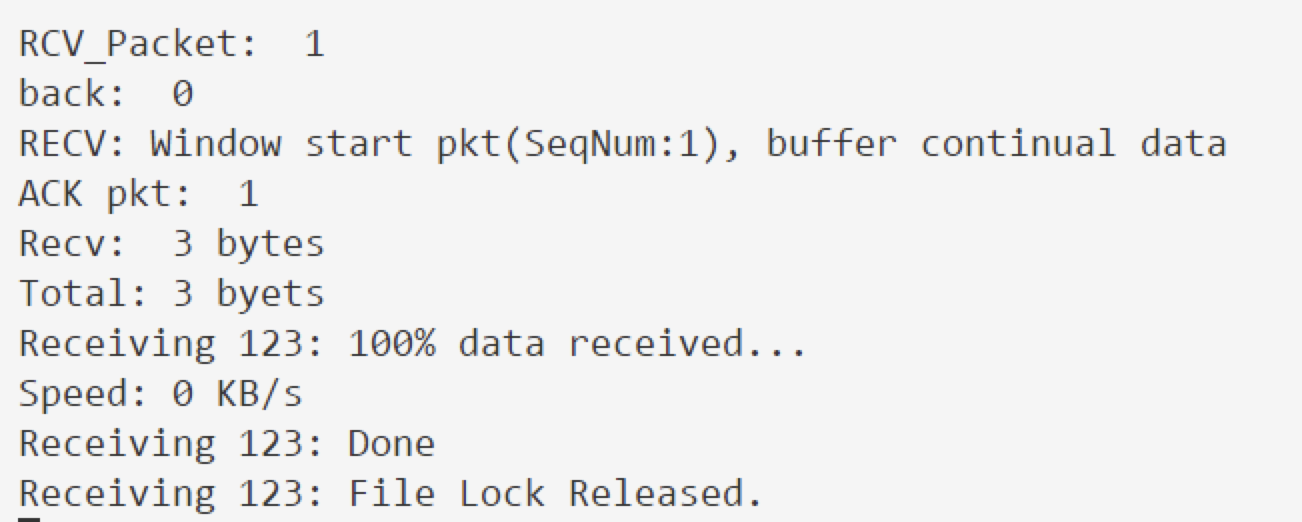 RCV_Packet:  1
back:  0
RECV: Window start pkt(SeqNum:1), buffer continual data
ACK pkt:  1
Recv:  3 bytes
Total: 3 byets
Receiving 123: 100% data received...
Speed: 0 KB/s
Receiving 123: Done
Receiving 123: File Lock Released.